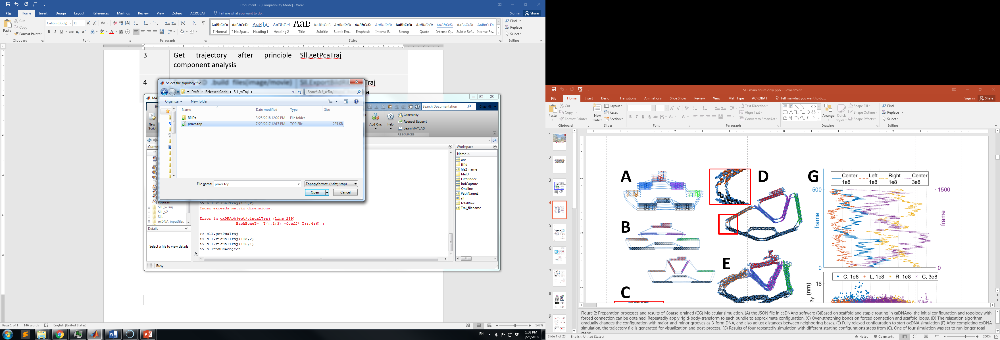 Document13 [Compatibility Mode] - Word
File Home Insert Design Layout References Mailings Review View Zotero ACROBAT Tell me what you want to do... Sign in Share
Paste Cut Copy Format Painter
Calibri (Body) 11
AaBbCcDc AaBbCcDc AaBbC AaBbCcI AaB AaBbCcD AaBbCcDı AaBbCcDı AaBbCcDı AaBbCcDc AaBbCcDı AaBbCcDı AABBCCDI AABBCCDI
¶ Normal ¶ No Spac... Heading 1 Heading 2 Title Subtitle Subtle Em... Emphasis Intense E... Strong Quote Intense Q... Subtle Ref... Intense Re...
Find Replace Select
Clipboard Font Paragraph Styles Editing
3 Get trajectory after principle component analysis Sll.getPcaTraj
4 Traj
Select the topology file
Draft Released Code SLL_wTraj Search SLL_wTraj
Organize New folder
Name Date modified Type Size
BILDs 3/25/2018 12:20 PM File folder
prova.top 7/20/2017 12:17 PM TOP File 225 KB
File name: prova.top Topogyformat (*.dat;*.top)
Open Cancel
Search Documentation
New Script
Add-Ons Help Community Request Support Learn MATLAB
RESOURCES
Workspace
Name
ans
fffid
file2_name
fileID
FilterIndex
IndCapture
Oneline
PathName2
sll
totalRow
Traj_filename
absor.m
SLL_wTraj
SLL_v2
SLL
oxDNA_inputfiles
Details
Select a file to view details
>> sll.visualTraj(1:5,2)
Index exceeds matrix dimensions.
Error in oxDNAobject/visualTraj (line 299)
BackBoneT= T(:,1:3) +Coeff* T(:,4:6) ;
>> sll.getPcaTraj
>> sll.visualTraj(1:5,2)
>> sll.visualTraj(1:5,1)
>> sll=oxDNAobject
fx
Busy
Page 1 of 1 146 words English (United States) 147%
EN 1:08 PM
3/25/2018
SLL main figure only.pptx - PowerPoint
File Home Insert Design Transitions Animations Slide Show Review View MathType ACROBAT Tell me what you want to do... Sign in Share
Paste Cut Copy Format Painter
New Slide Layout Reset Section
Text Direction Align Text Convert to SmartArt
Arrange Quick Styles Shape Fill Shape Outline Shape Effects
Find Replace Select
Clipboard Slides Font Paragraph Drawing Editing
1
2
3
4
5
6
7
8
9
A
B
C
D
E
G
Center Left Right Center
1e8 1e8 1e8 3e8
500 1500
frame frame
0 0
C, 1e8 L, 1e8 R, 1e8 C, 3e8
16
3y (nm)
Figure 2: Preparation processes and results of Coarse-grained (CG) Molecular simulation. (A) the JSON file in caDNAno software (B)Based on scaffold and staple routing in caDNAno, the initial configuration and topology with
forced connection can be obtained. Repeatedly apply rigid-body-transform to each bundle to approximate configuration. (C) Over-stretching bonds on forced connection and scaffold loops. (D) The relaxation algorithm
gradually changes the configuration with major-and-minor grooves as B-form DNA, and also adjust distances between neighboring bases. (E) Fully relaxed configuration to start oxDNA simulation (F) After completing oxDNA
simulation, the trajectory file is generated for visualization and post-process. (G) Results of four repeatedly simulation with different starting configurations steps from (C). One of four simulation was set to run longer total
Slide 4 of 23 English (United States) Notes Comments 200%